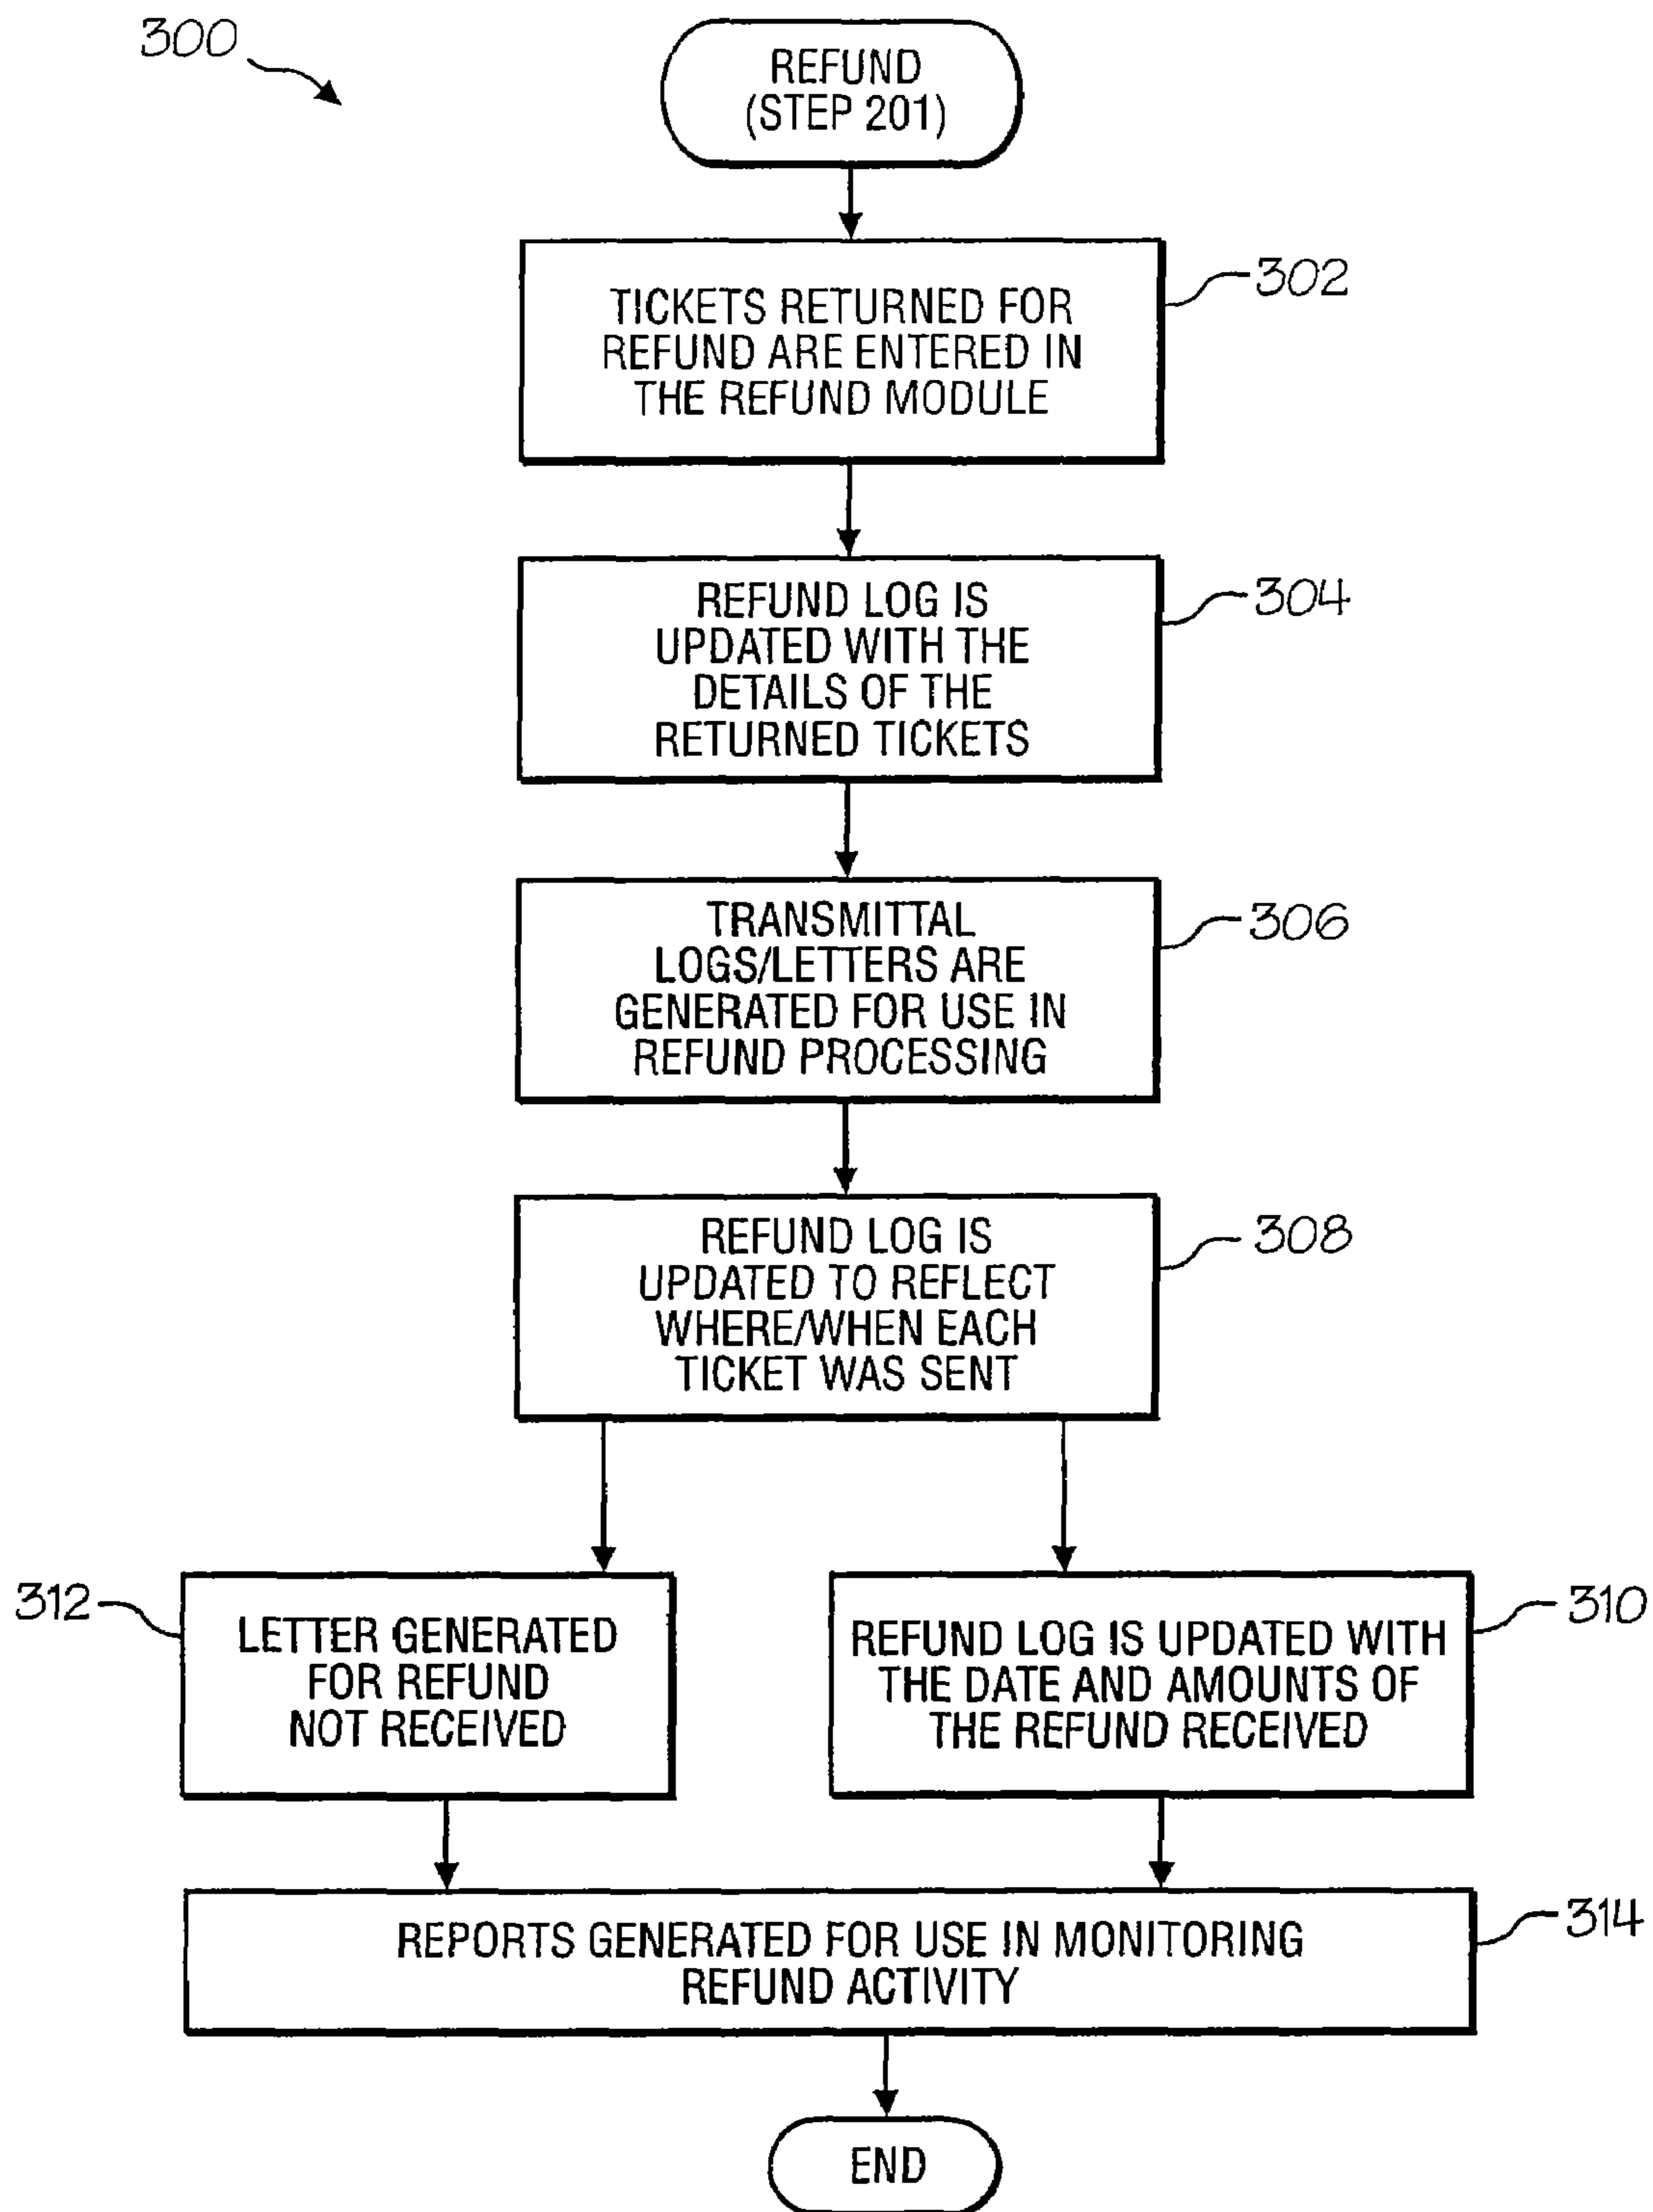 300
REFUND
(STEP 201)
TICKETS RETURNED FOR
REFUND ARE ENTERED IN
THE REFUND MODULE
302
REFUND LOG IS
UPDATED WITH THE
DETAILS OF THE
RETURNED TICKETS
304
TRANSMITTAL
LOGS/LETTERS ARE
GENERATED FOR USE IN
REFUND PROCESSING
306
REFUND LOG IS
UPDATED TO REFLECT
WHERE/WHEN EACH
TICKET WAS SENT
308
312
LETTER GENERATED
FOR REFUND
NOT RECEIVED
REFUND LOG IS UPDATED WITH
THE DATE AND AMOUNTS OF
THE REFUND RECEIVED
310
REPORTS GENERATED FOR USE IN MONITORING
REFUND ACTIVITY
314
END